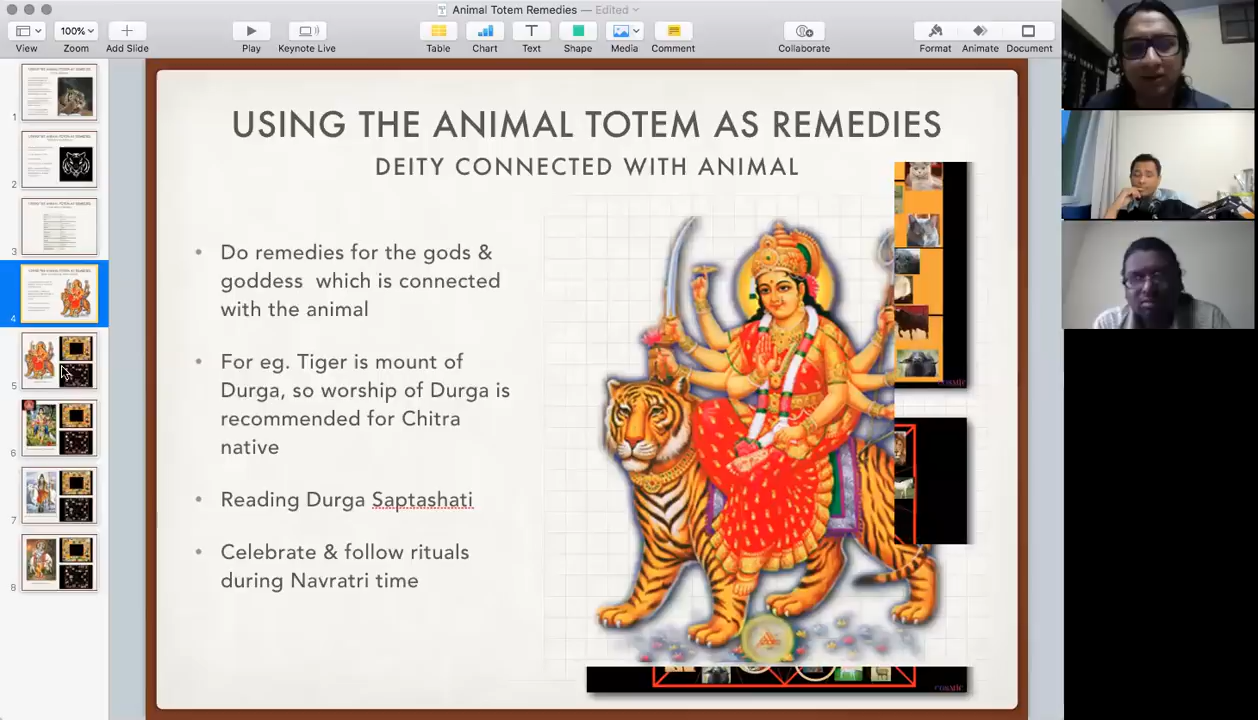 Animal Totem Remedies — Edited
100%
View
Zoom
Add Slide
Play
Keynote Live
Table
Chart
Text
Shape
Media
Comment
Collaborate
Format
Animate
Document
1
2
3
4
5
6
7
8
USING THE ANIMAL TOTEM AS REMEDIES
DEITY CONNECTED WITH ANIMAL
• Do remedies for the gods &
goddess which is connected
with the animal
• For eg. Tiger is mount of
Durga, so worship of Durga is
recommended for Chitra
native
• Reading Durga Saptashati
• Celebrate & follow rituals
during Navratri time
COSMIC
COSMIC